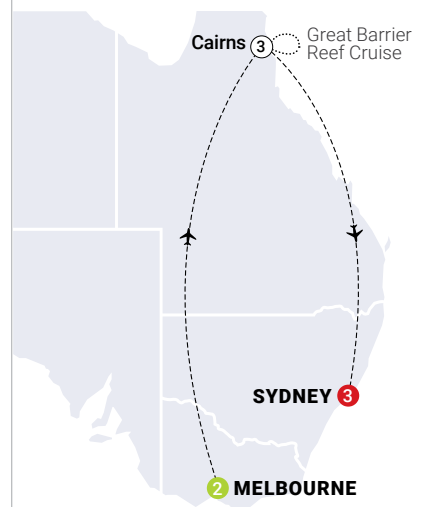 Great Barrier
Reef Cruise
Cairns 3
SYDNEY 3
2 MELBOURNE